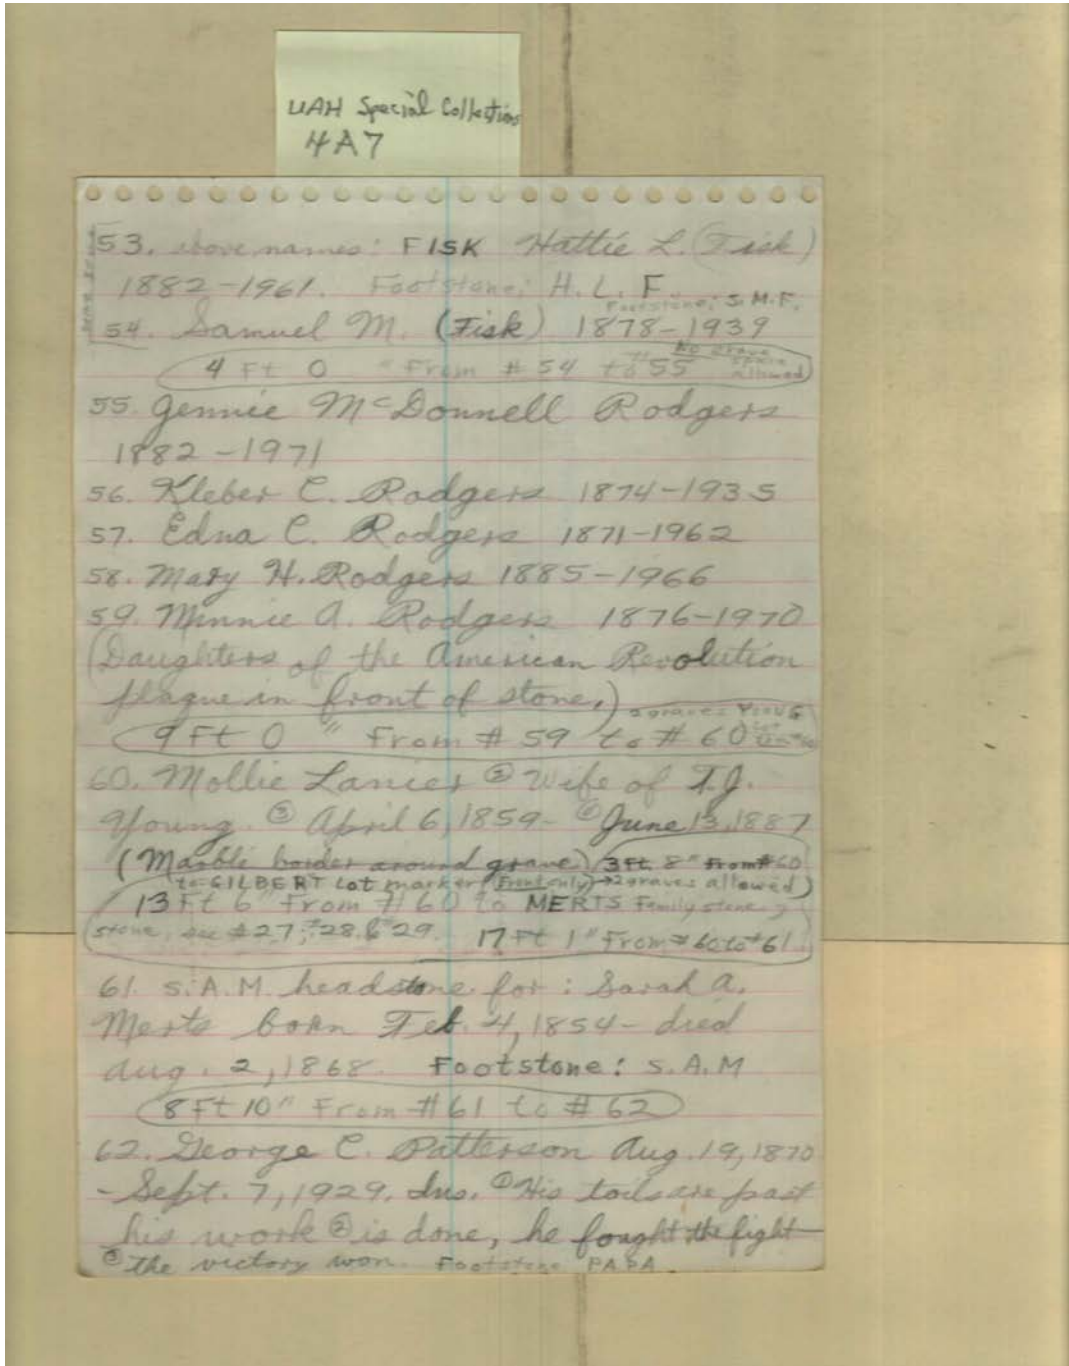 UAH Special Collections
4A7
53. above names: FISK Hattie L. (Fisk)
1882-1961. Footstone: H. L. F.
Footstone: S. M. F.
54. Samuel M. (Fisk) 1878-1939
No grave
4 Ft 0 " From # 54 to # 55 space allowed
55. Jennie McDonnell Rodgers
1882-1971
56. Kleber C. Rodgers 1874-1935
57. Edna C. Rodgers 1871-1962
58. Mary H. Rodgers 1885-1966
59. Minnie A. Rodgers 1876-1970
(Daughters of the American Revolution
plaque in front of stone.)
2 graves
9 Ft 0 " From # 59 to # 60
60. Mollie Lanier ② Wife of T.J.
Young. ③ April 6, 1859- ④ June 13, 1887
(Marble border around grave) 3 Ft. 8" From #60
to GILBERT Lot marker (Front only) → 2 graves allowed)
13 Ft 6" From #60 to MERTS Family stone
stone, see #27, #28, & #29. 17 Ft 1" From # 60 to #61.
61. S.A.M. headstone for: Sarah A.
Merts born Feb. 4, 1854- died
Aug. 2, 1868. Footstone: S.A.M
8 Ft 10" From #61 to #62
62. George C. Patterson Aug. 19, 1870
-Sept. 7, 1929. Ins. ① His toils are past
his work ② is done, he fought the fight
③ the victory won. Footstone PAPA